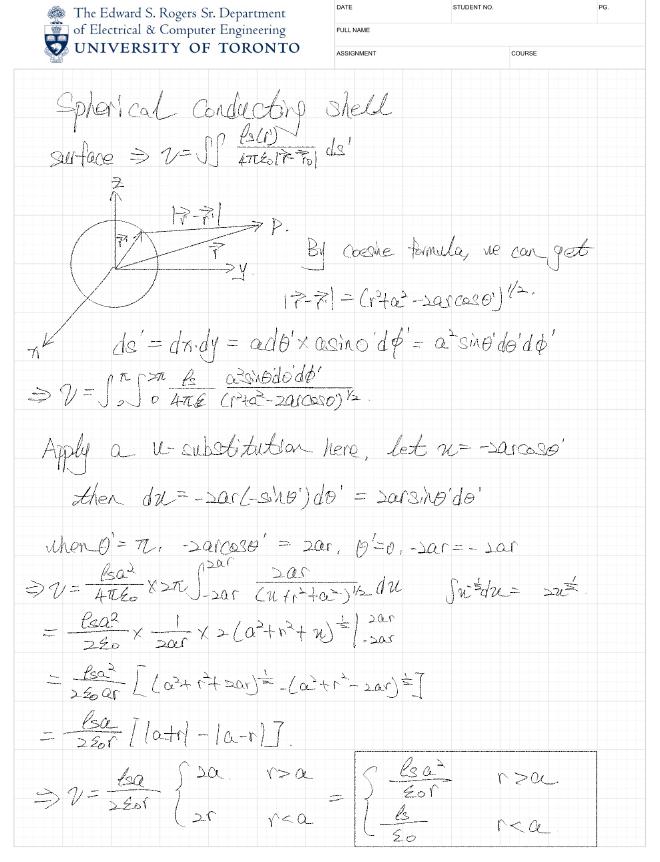 The Edward S. Rogers Sr. Department
of Electrical & Computer Engineering
UNIVERSITY OF TORONTO
DATE STUDENT NO. PG.
FULL NAME
ASSIGNMENT COURSE
Spherical conducting shell
surface ⇒ V = ∬ ρs(r') / (4πε₀|r⃗ - r⃗₀|) ds'
z
|r⃗ - r⃗'| P.
r⃗' r⃗
y
x
By cosine formula, we can get
|r⃗ - r⃗'| = (r² + a² - 2ar cosθ')^1/2.
ds' = dx·dy = adθ' × a sinθ' dφ' = a² sinθ' dθ' dφ'
⇒ V = ∫₀^π ∫₀^2π ρs / (4πε) a² sinθ' dθ' dφ' / (r² + a² - 2ar cosθ')^1/2
Apply a u-substitution here, let u = -2ar cosθ'
then du = -2ar(-sinθ') dθ' = 2ar sinθ' dθ'
when θ' = π, -2ar cosθ' = 2ar, θ' = 0, -2ar = -2ar
⇒ V = ρs a² / (4πε₀) × 2π ∫_-2ar^2ar 2ar / (u + r² + a²)^1/2 du ∫u^-½ du = 2u^½.
= ρs a² / (2ε₀) × 1 / (2ar) × 2(a² + r² + u)^½ |_-2ar^2ar
= ρs a² / (2ε₀ ar) [(a² + r² + 2ar)^½ - (a² + r² - 2ar)^½]
= ρs a / (2ε₀ r) [|a+r| - |a-r|].
⇒ V = ρs a / (2ε₀ r) { 2a r>a 2r r<a = { ρs a² / (ε₀ r) r>a. ρs / ε₀ r<a